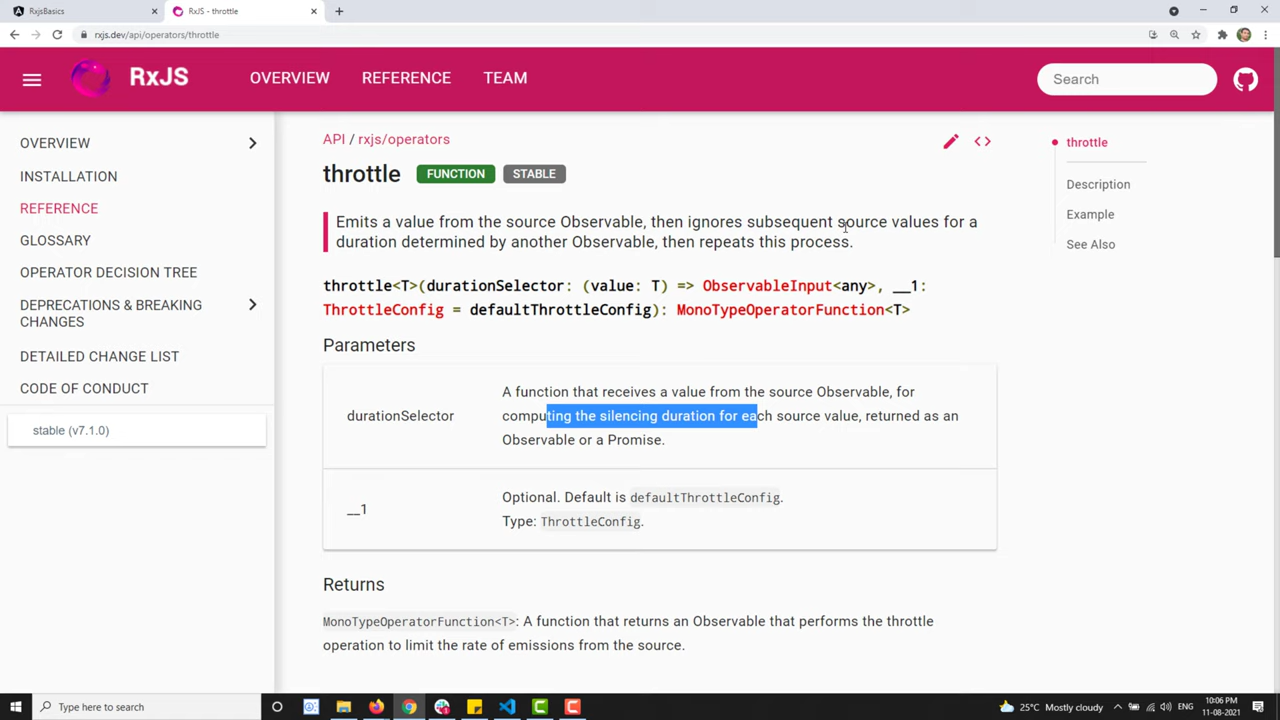 RxjsBasics
RxJS - throttle
rxjs.dev/api/operators/throttle
RxJS
OVERVIEW
REFERENCE
TEAM
Search
OVERVIEW
INSTALLATION
REFERENCE
GLOSSARY
OPERATOR DECISION TREE
DEPRECATIONS & BREAKING
CHANGES
DETAILED CHANGE LIST
CODE OF CONDUCT
stable (v7.1.0)
API / rxjs/operators
throttle FUNCTION STABLE
Emits a value from the source Observable, then ignores subsequent source values for a
duration determined by another Observable, then repeats this process.
throttle<T>(durationSelector: (value: T) => ObservableInput<any>, __1:
ThrottleConfig = defaultThrottleConfig): MonoTypeOperatorFunction<T>
Parameters
durationSelector
A function that receives a value from the source Observable, for
computing the silencing duration for each source value, returned as an
Observable or a Promise.
__1
Optional. Default is defaultThrottleConfig.
Type: ThrottleConfig.
Returns
MonoTypeOperatorFunction<T>: A function that returns an Observable that performs the throttle
operation to limit the rate of emissions from the source.
throttle
Description
Example
See Also
Type here to search
25°C Mostly cloudy
ENG
10:06 PM
11-08-2021